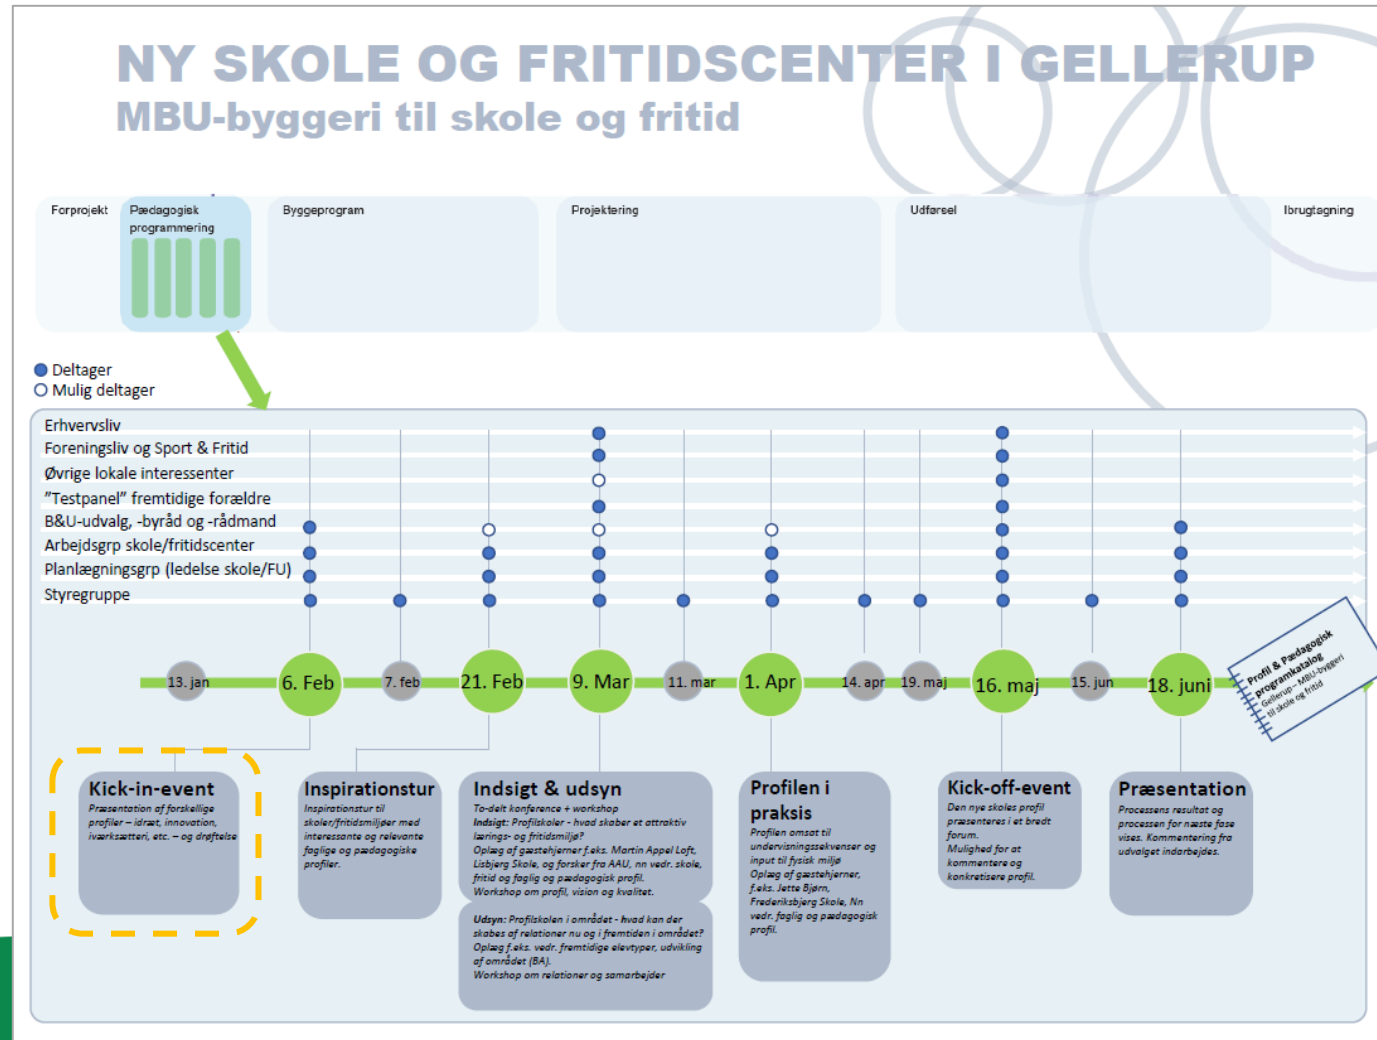 NY SKOLE OG FRITIDSCENTER I GELLERUP
MBU-byggeri til skole og fritid
Forprojekt
Pædagogisk
programmering
Byggeprogram
Projektering
Udførsel
Ibrugtagning
Deltager
Mulig deltager
Erhvervsliv
Foreningsliv og Sport & Fritid
Øvrige lokale interessenter
"Testpanel" fremtidige forældre
B&U-udvalg, -byråd og -rådmand
Arbejdsgrp skole/fritidscenter
Planlægningsgrp (ledelse skole/FU)
Styregruppe
13. jan
6. Feb
7. feb
21. Feb
9. Mar
11. mar
1. Apr
14. apr
19. maj
16. maj
15. jun
18. juni
Profil & Pædagogisk
programkatalog
Gellerup – MBU-byggeri
til skole og fritid
Kick-in-event
Præsentation af forskellige
profiler – idræt, innovation,
iværksætteri, etc. – og drøftelse
Inspirationstur
Inspirationstur til
skoler/fritidsmiljøer med
interessante og relevante
faglige og pædagogiske
profiler.
Indsigt & udsyn
To-delt konference + workshop
Indsigt: Profilskoler - hvad skaber et attraktiv
lærings- og fritidsmiljø?
Oplæg af gæstehjerner f.eks. Martin Appel Loft,
Lisbjerg Skole, og forsker fra AAU, nn vedr. skole,
fritid og faglig og pædagogisk profil.
Workshop om profil, vision og kvalitet.
Udsyn: Profilskolen i området - hvad kan der
skabes af relationer nu og i fremtiden i området?
Oplæg f.eks. vedr. fremtidige elevtyper, udvikling
af området (BA).
Workshop om relationer og samarbejder
Profilen i
praksis
Profilen omsat til
undervisningssekvenser og
input til fysisk miljø
Oplæg af gæstehjerner,
f.eks. Jette Bjørn,
Frederiksbjerg Skole, Nn
vedr. faglig og pædagogisk
profil.
Kick-off-event
Den nye skoles profil
præsenteres i et bredt
forum.
Mulighed for at
kommentere og
konkretisere profil.
Præsentation
Processens resultat og
processen for næste fase
vises. Kommentering fra
udvalget indarbejdes.